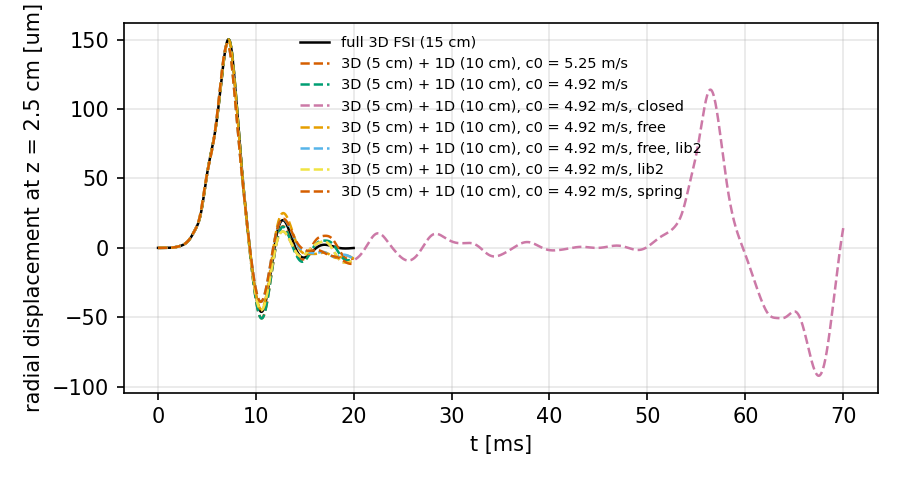 radial displacement at z = 2.5 cm [um]
150
100
50
0
−50
−100
full 3D FSI (15 cm)
3D (5 cm) + 1D (10 cm), c0 = 5.25 m/s
3D (5 cm) + 1D (10 cm), c0 = 4.92 m/s
3D (5 cm) + 1D (10 cm), c0 = 4.92 m/s, closed
3D (5 cm) + 1D (10 cm), c0 = 4.92 m/s, free
3D (5 cm) + 1D (10 cm), c0 = 4.92 m/s, free, lib2
3D (5 cm) + 1D (10 cm), c0 = 4.92 m/s, lib2
3D (5 cm) + 1D (10 cm), c0 = 4.92 m/s, spring
0 10 20 30 40 50 60 70
t [ms]